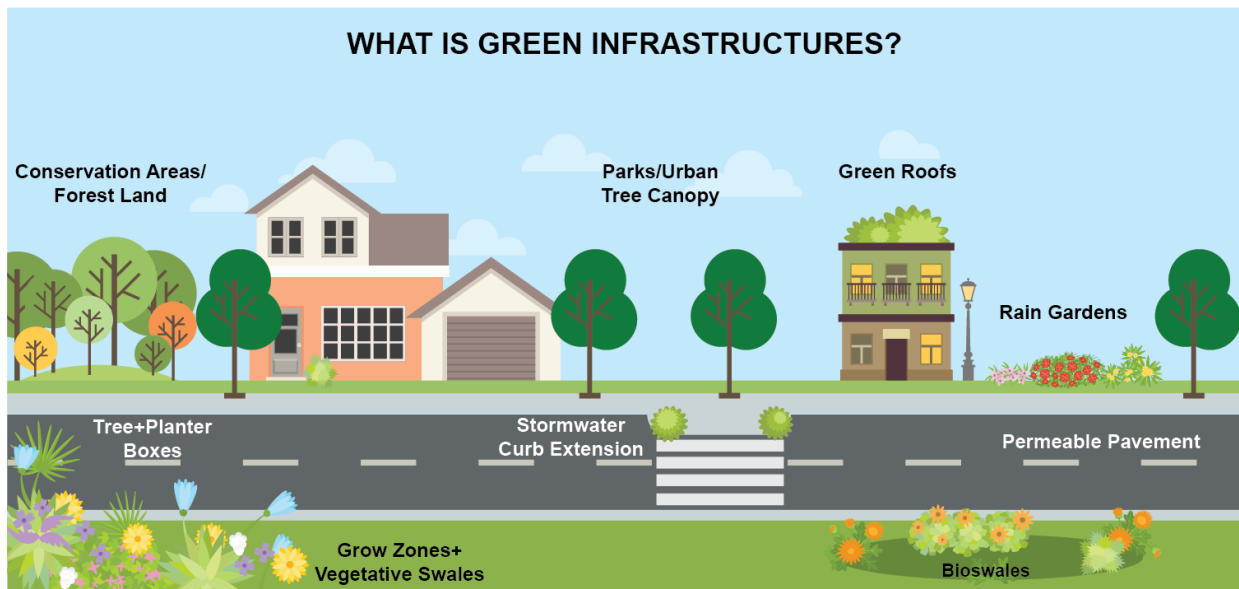 WHAT IS GREEN INFRASTRUCTURES?
Conservation Areas/
Forest Land
Parks/Urban
Tree Canopy
Green Roofs
Rain Gardens
Tree+Planter
Boxes
Stormwater
Curb Extension
Permeable Pavement
Grow Zones+
Vegetative Swales
Bioswales